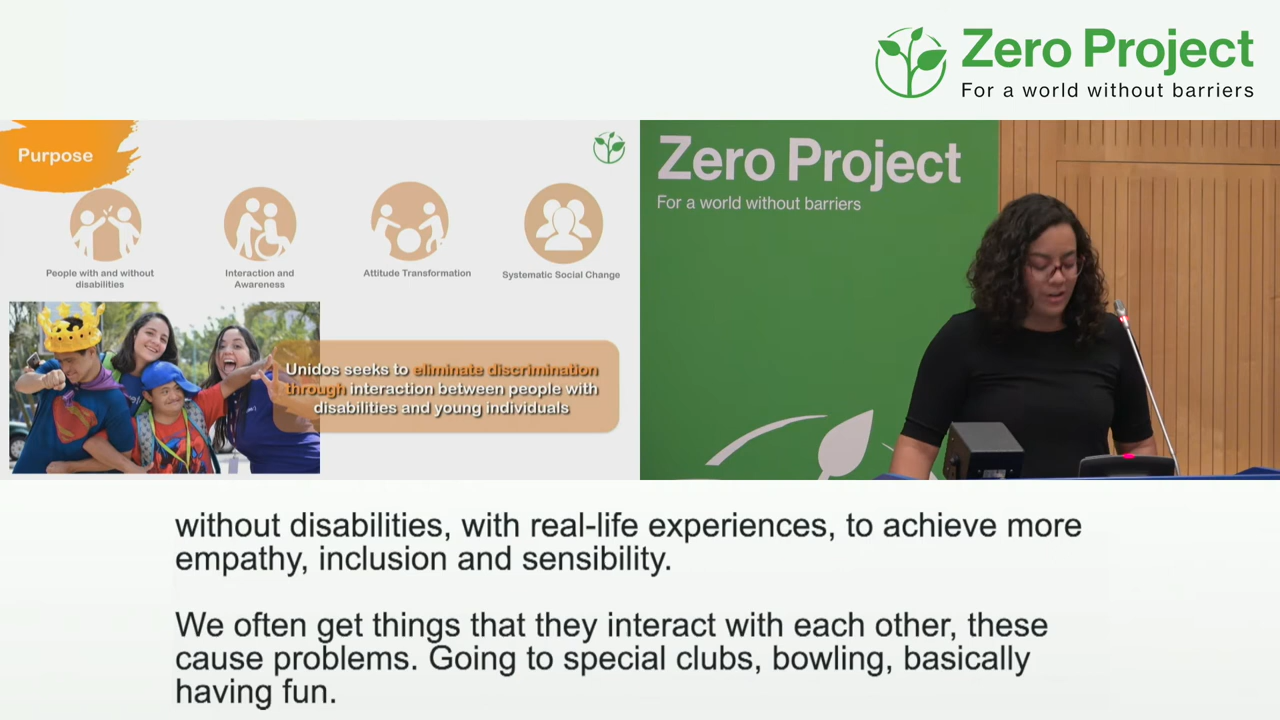 Zero Project
For a world without barriers
Purpose
People with and without
disabilities
Interaction and
Awareness
Attitude Transformation
Systematic Social Change
Unidos seeks to eliminate discrimination
through interaction between people with
disabilities and young individuals
Zero Project
For a world without barriers
without disabilities, with real-life experiences, to achieve more
empathy, inclusion and sensibility.
We often get things that they interact with each other, these
cause problems. Going to special clubs, bowling, basically
having fun.